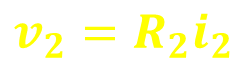 v₂ = R₂i₂